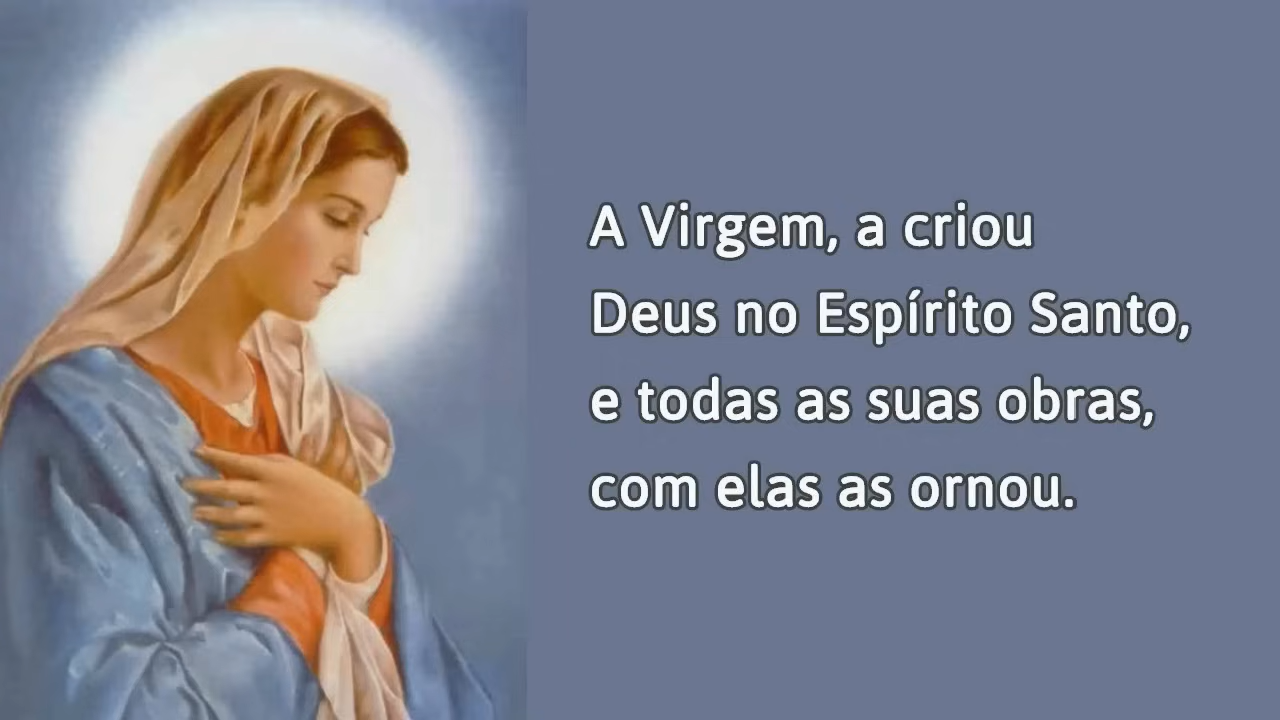 A Virgem, a criou
Deus no Espírito Santo,
e todas as suas obras,
com elas as ornou.